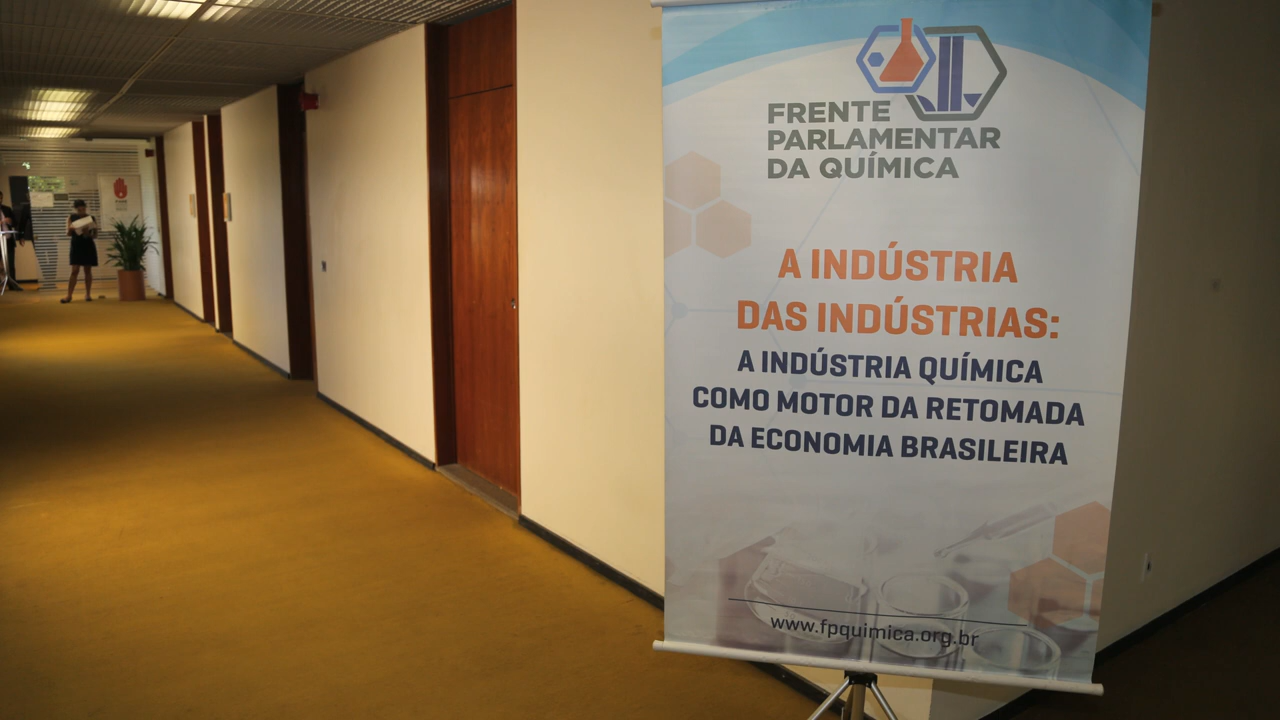 FRENTE
PARLAMENTAR
DA QUÍMICA
A INDÚSTRIA
DAS INDÚSTRIAS:
A INDÚSTRIA QUÍMICA
COMO MOTOR DA RETOMADA
DA ECONOMIA BRASILEIRA
www.fpquimica.org.br